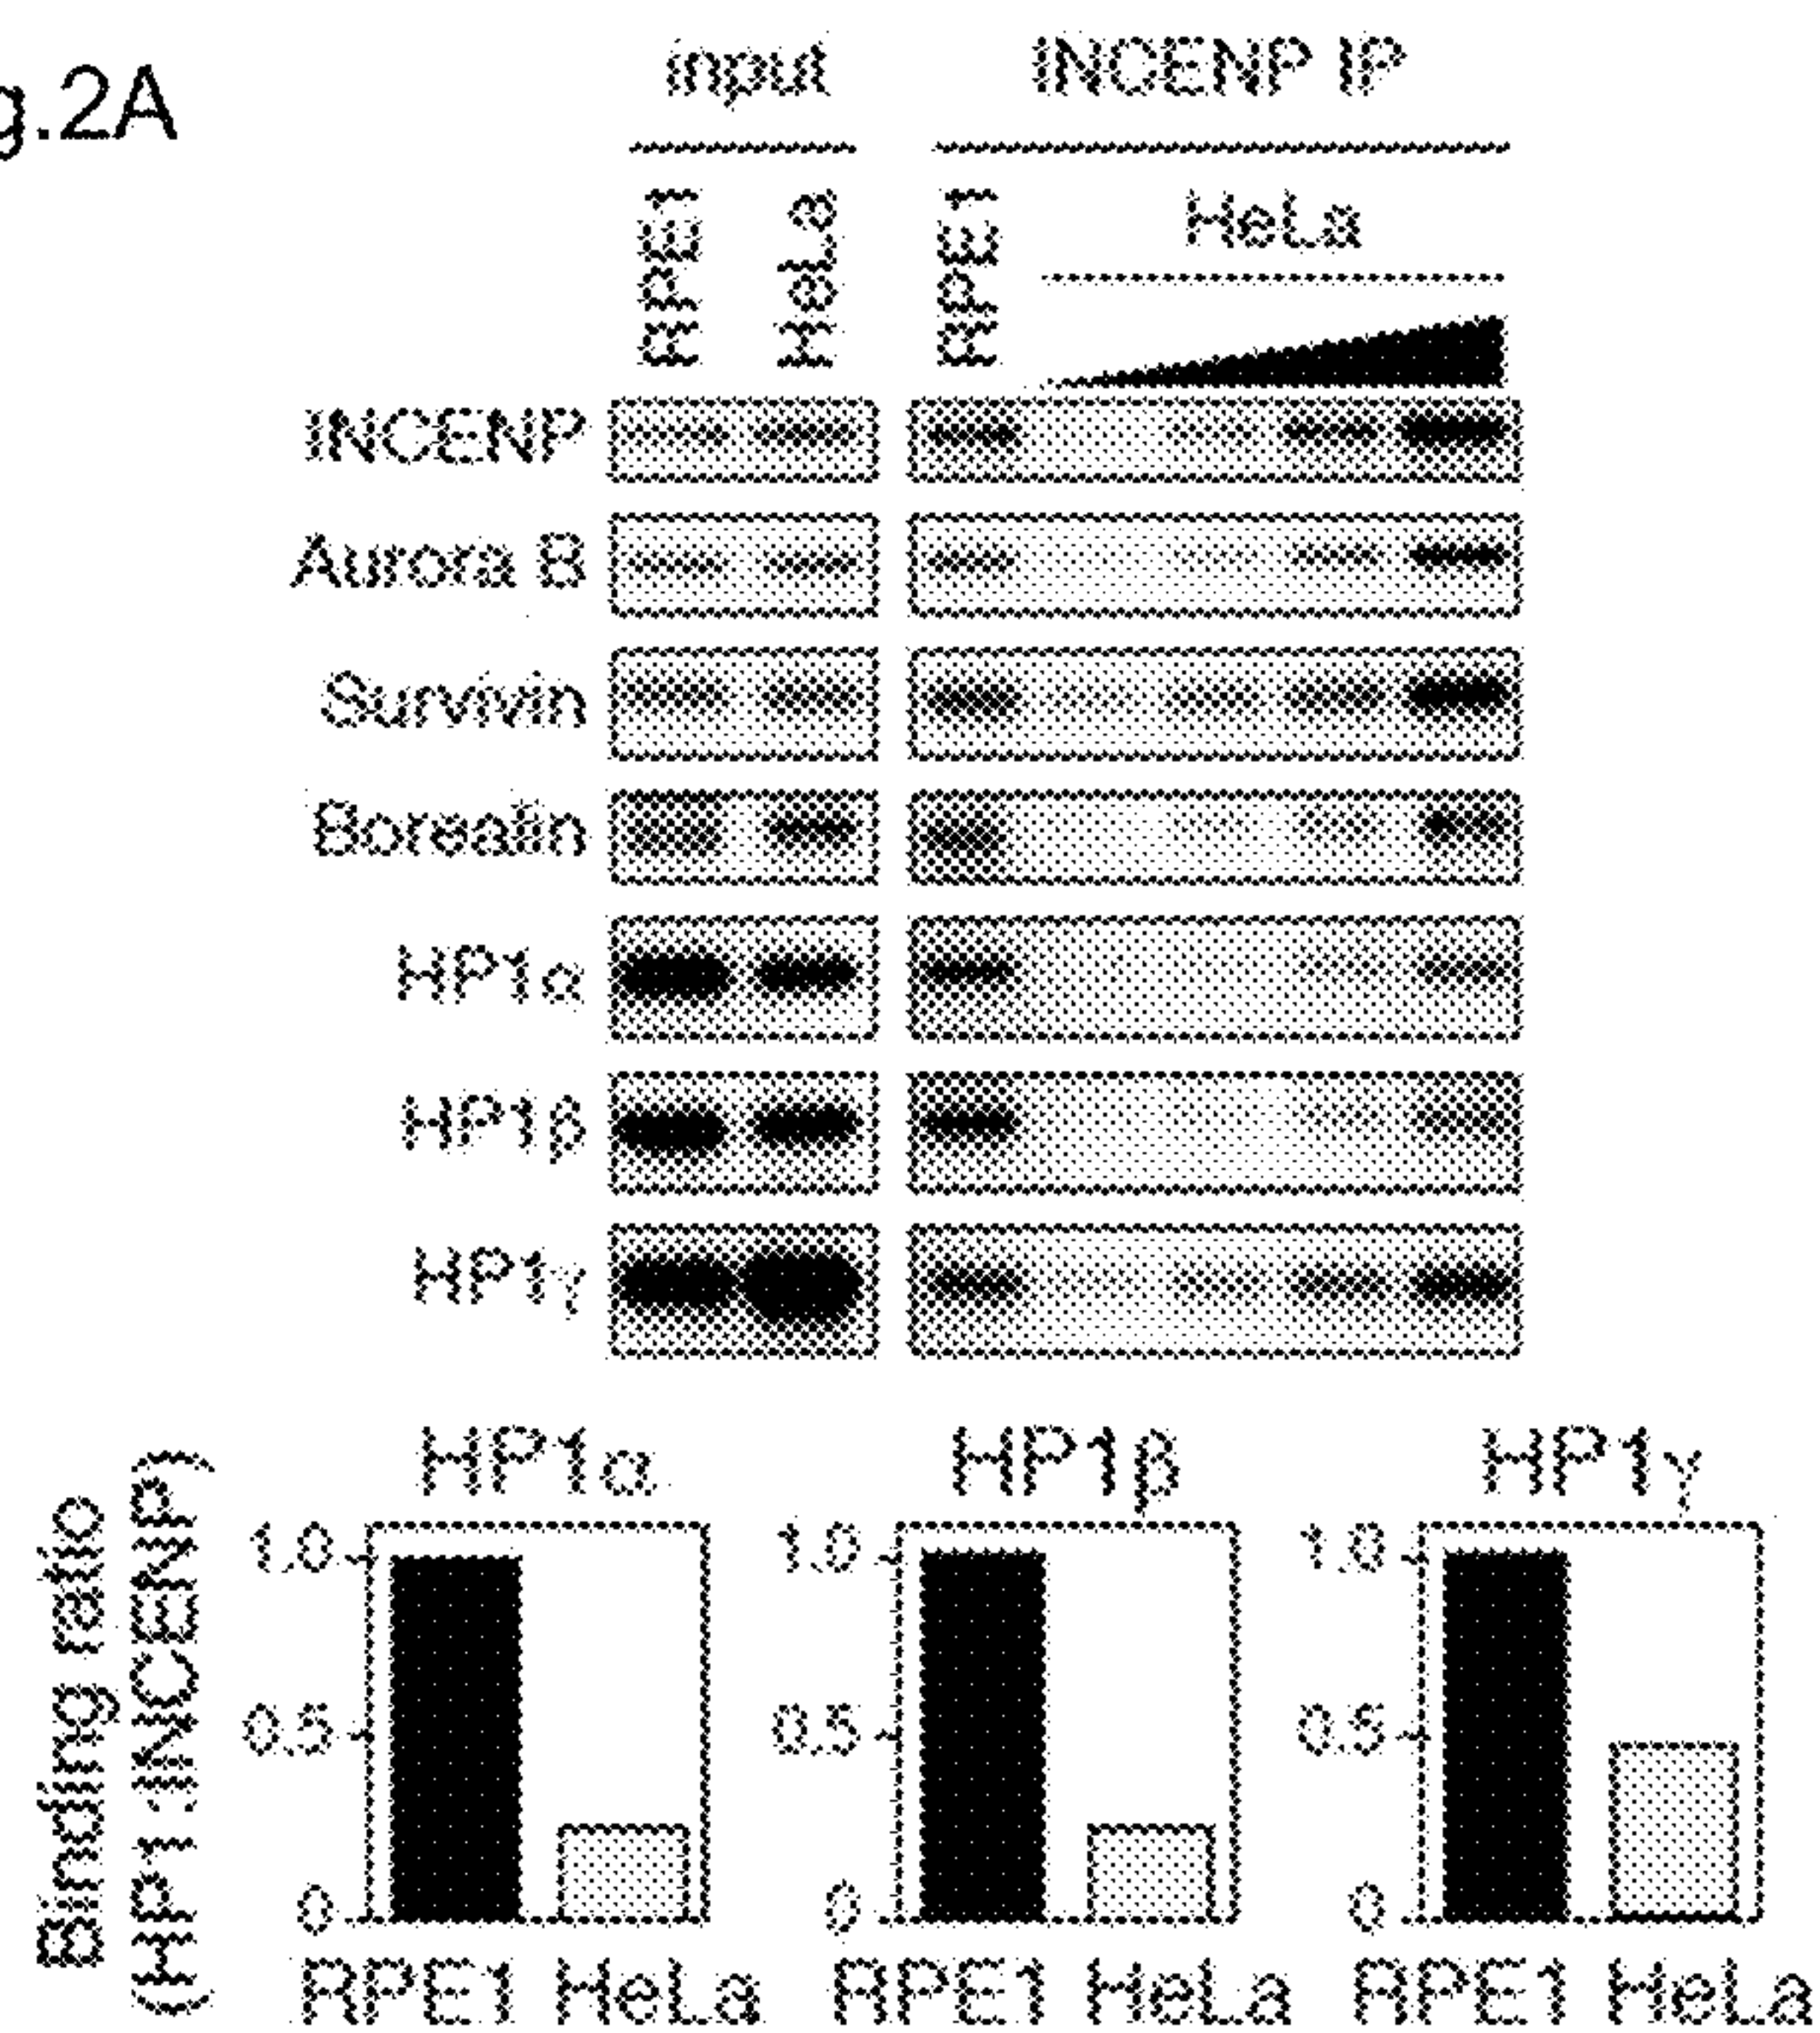 g.2A
input INCENP IP
RPE1 HeLa RPE1 HeLa
INCENP
Aurora B
Survivin
Borealin
HP1α
HP1β
HP1γ
Binding ratio
(HP1:INCENP)
HP1α HP1β HP1γ
1.0 1.0 1.0
0.5 0.5 0.5
0 0 0
RPE1 HeLa RPE1 HeLa RPE1 HeLa